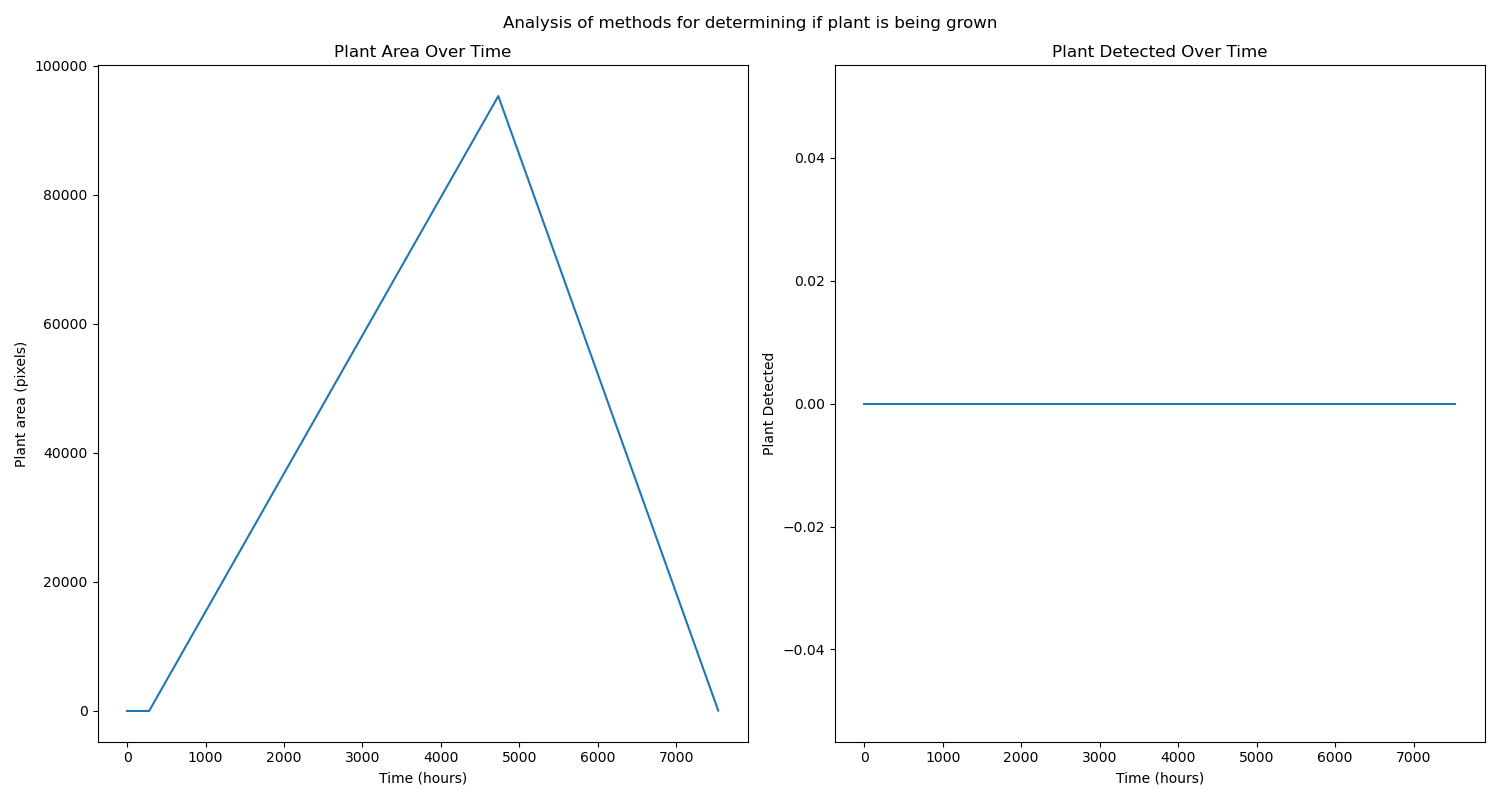 Analysis of methods for determining if plant is being grown
Plant Area Over Time
100000
80000
60000
40000
20000
0
Plant area (pixels)
0 1000 2000 3000 4000 5000 6000 7000
Time (hours)
Plant Detected Over Time
0.04
0.02
0.00
−0.02
−0.04
Plant Detected
0 1000 2000 3000 4000 5000 6000 7000
Time (hours)